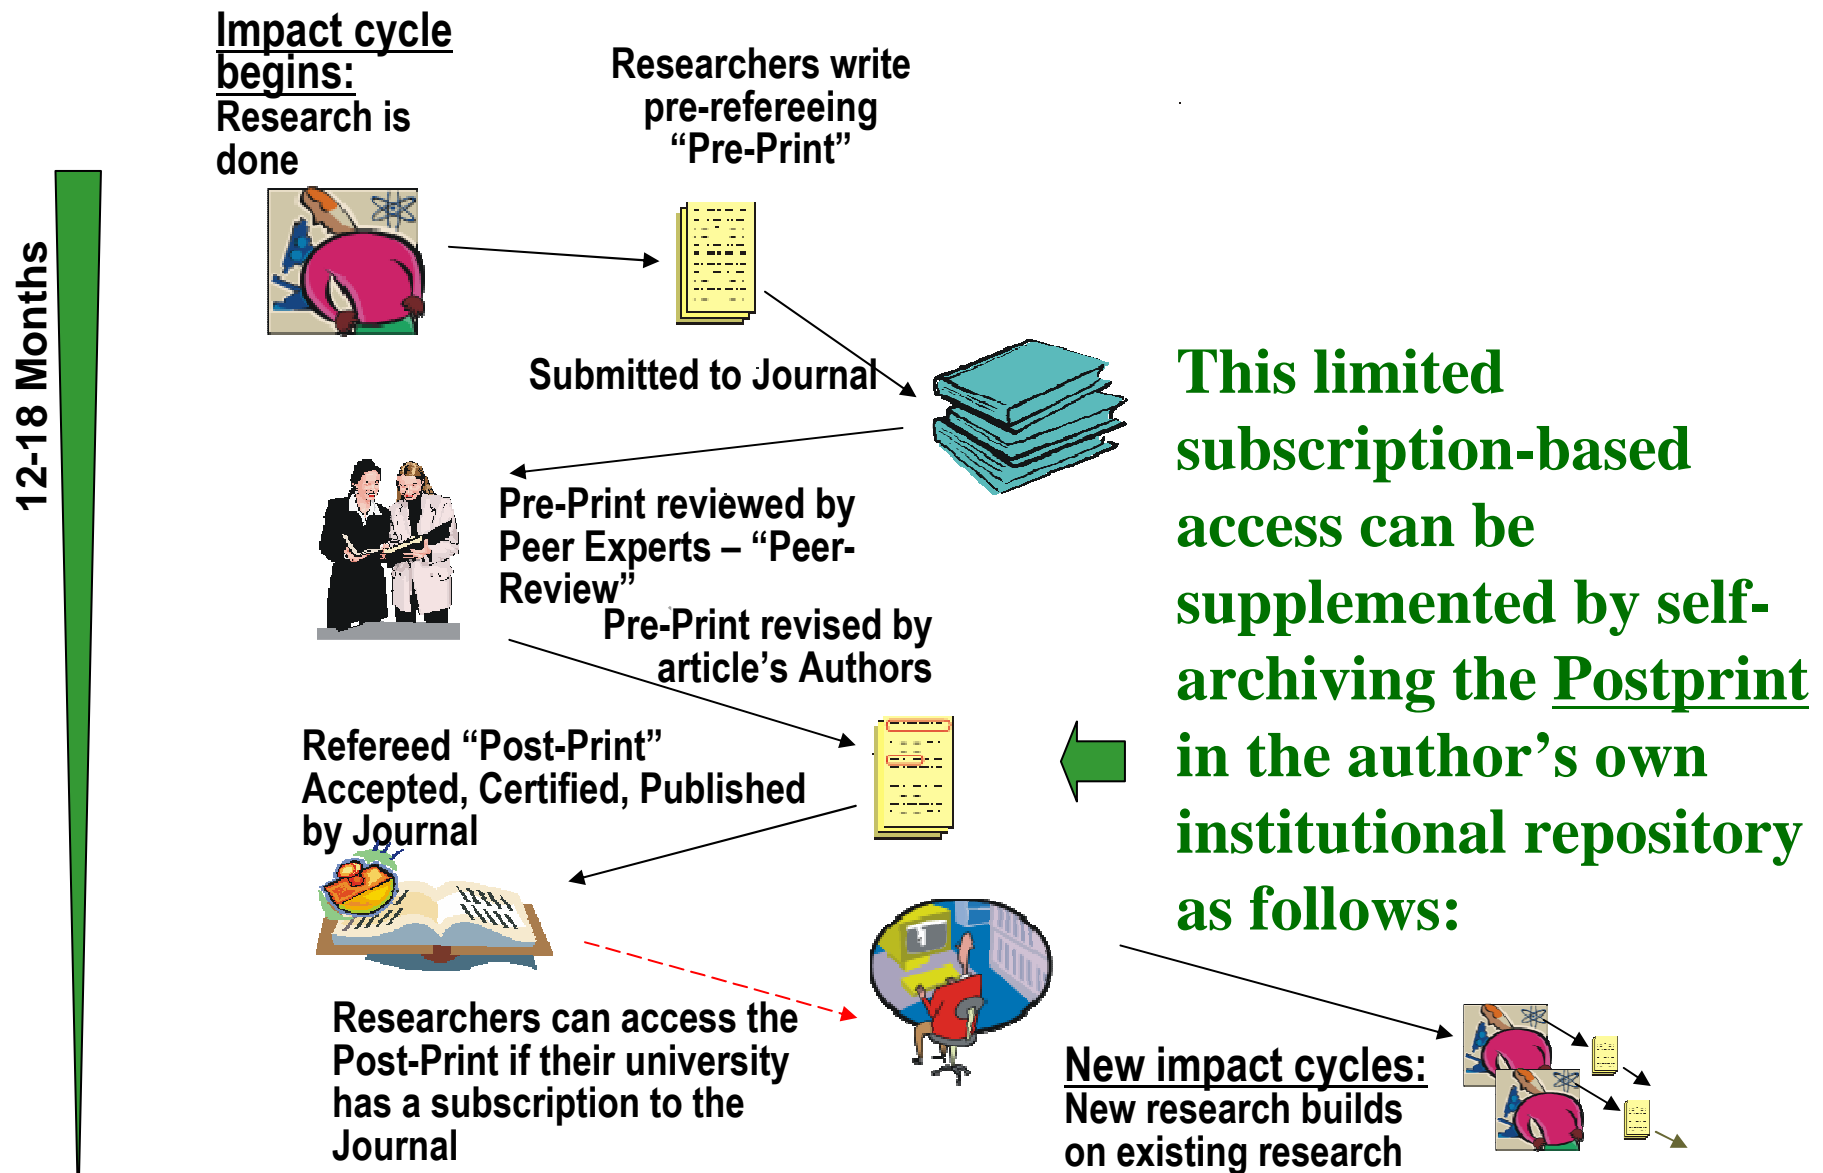 Impact cycle
begins:
Research is
done
Researchers write
pre-refereeing
“Pre-Print”
12-18 Months
Submitted to Journal
Pre-Print reviewed by
Peer Experts – “Peer-
Review”
Pre-Print revised by
article’s Authors
Refereed “Post-Print”
Accepted, Certified, Published
by Journal
Researchers can access the
Post-Print if their university
has a subscription to the
Journal
This limited
subscription-based
access can be
supplemented by self-
archiving the Postprint
in the author’s own
institutional repository
as follows:
New impact cycles:
New research builds
on existing research